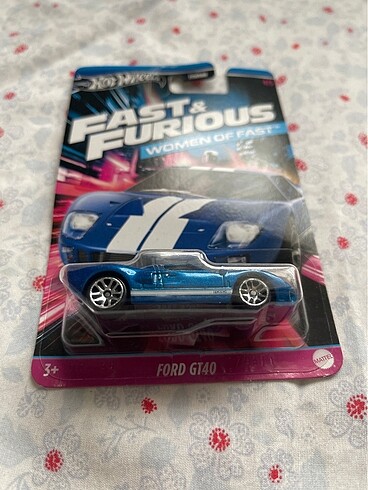 Hot Wheels
FAST &
FURIOUS
WOMEN OF FAST
3+
FORD GT40
MATTEL